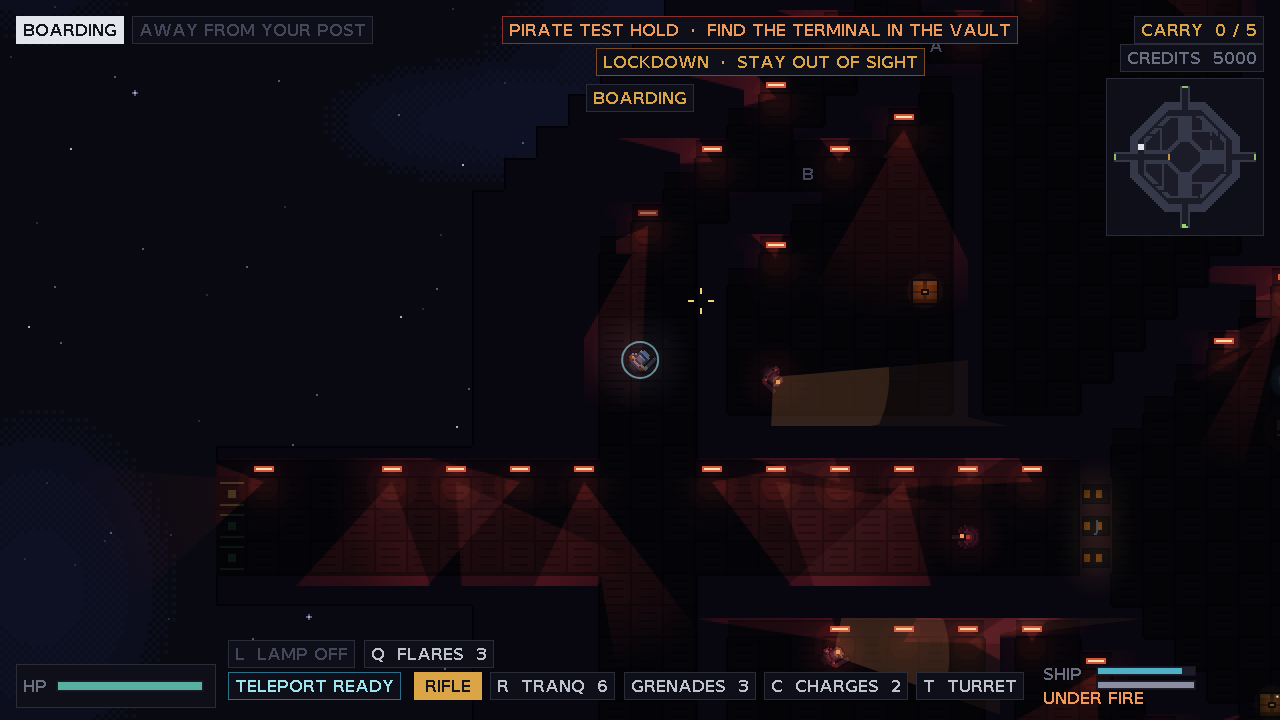 BOARDING AWAY FROM YOUR POST
PIRATE TEST HOLD · FIND THE TERMINAL IN THE VAULT
CARRY 0 / 5
LOCKDOWN · STAY OUT OF SIGHT
A
CREDITS 5000
BOARDING
B
J
L LAMP OFF Q FLARES 3
HP
TELEPORT READY RIFLE R TRANQ 6 GRENADES 3 C CHARGES 2 T TURRET
SHIP
UNDER FIRE